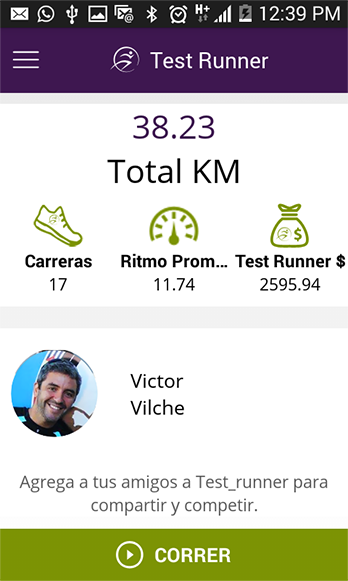 12:39 PM
Test Runner
38.23
Total KM
Carreras
Ritmo Prom...
Test Runner $
17
11.74
2595.94
Victor
Vilche
Agrega a tus amigos a Test_runner para
compartir y competir.
CORRER